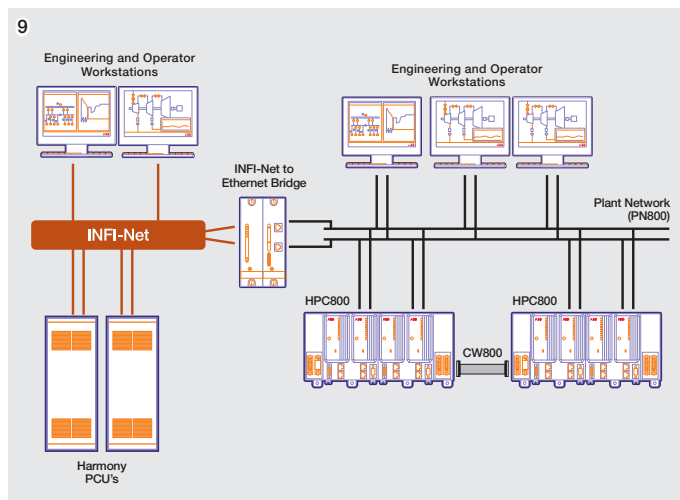 9
Engineering and Operator
Workstations
Engineering and Operator
Workstations
INFI-Net to
Ethernet Bridge
Plant Network
(PN800)
INFI-Net
HPC800
HPC800
CW800
Harmony
PCU's